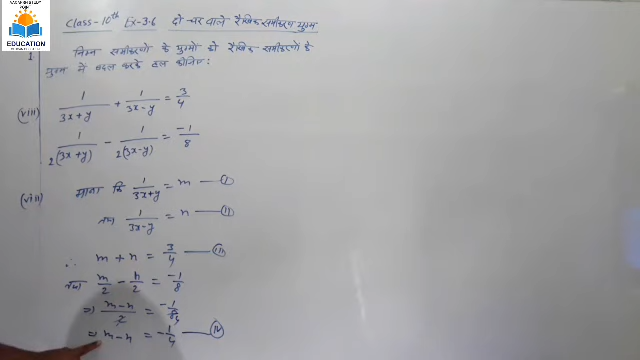 EDUCATION
Class-10th Ex-3.6 दो चर वाले रैखिक समीकरण युग्म
1. निम्न समीकरणों के युग्मों को रैखिक समीकरणों के
युग्म में बदल करके हल कीजिए:
(viii) 1/(3x+y) + 1/(3x-y) = 3/4
1/2(3x+y) - 1/2(3x-y) = -1/8
(viii) माना कि 1/(3x+y) = m — (i)
तथा 1/(3x-y) = n — (ii)
∴ m + n = 3/4 — (iii)
तथा m/2 - n/2 = -1/8
⇒ (m-n)/2 = -1/8 4
⇒ m-n = -1/4 — (iv)